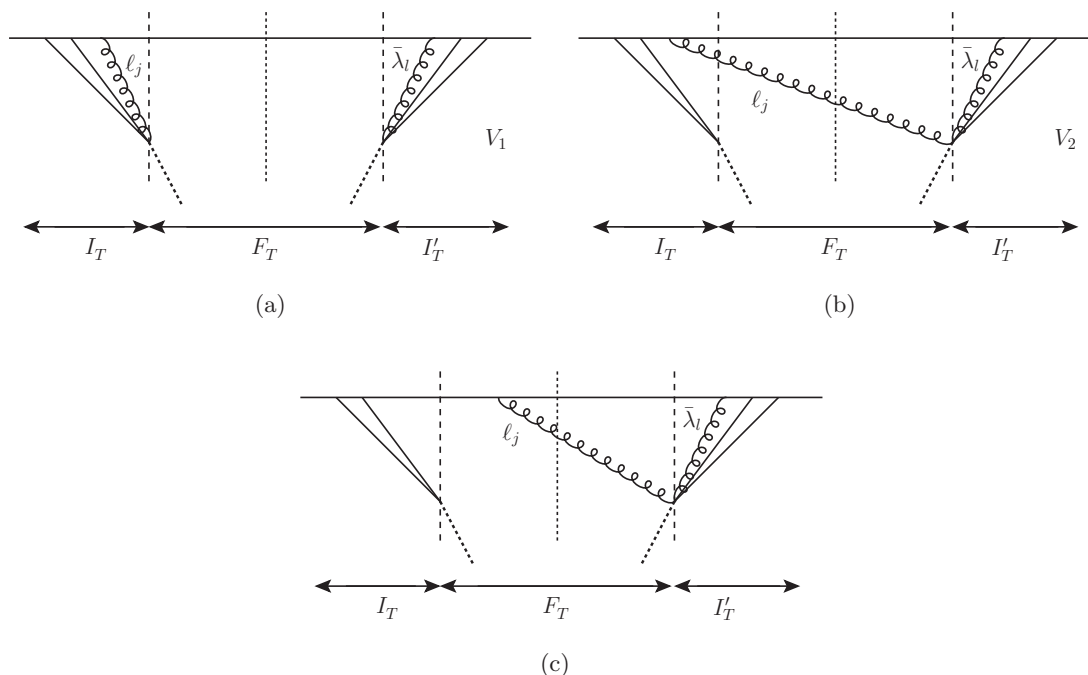 ℓ_j λ̄_l V_1
I_T F_T I'_T
(a)
λ̄_l ℓ_j V_2
I_T F_T I'_T
(b)
ℓ_j λ̄_l
I_T F_T I'_T
(c)